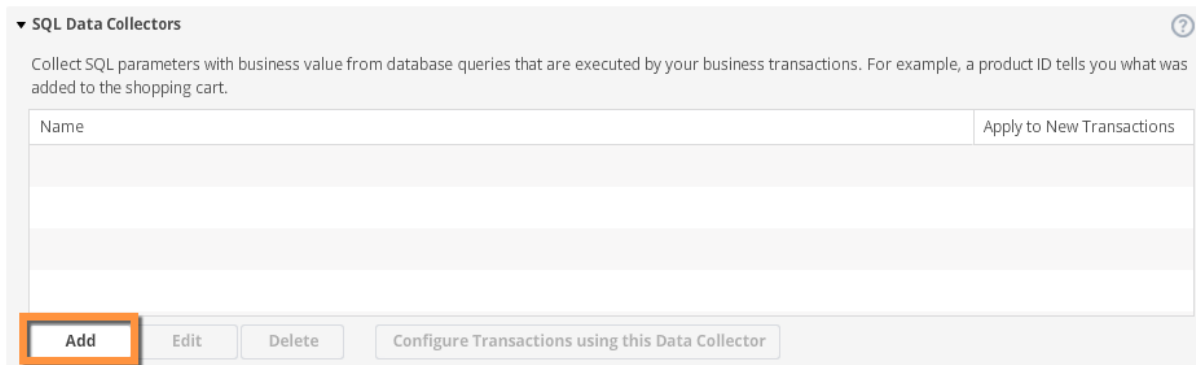 SQL Data Collectors
?
Collect SQL parameters with business value from database queries that are executed by your business transactions. For example, a product ID tells you what was
added to the shopping cart.
Name Apply to New Transactions
Add Edit Delete Configure Transactions using this Data Collector